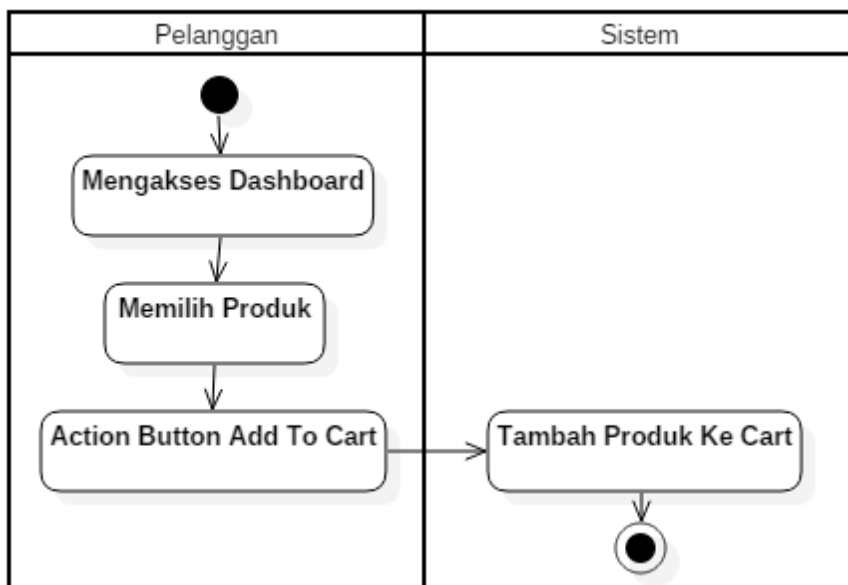 Pelanggan
Sistem
Mengakses Dashboard
Memilih Produk
Action Button Add To Cart
Tambah Produk Ke Cart